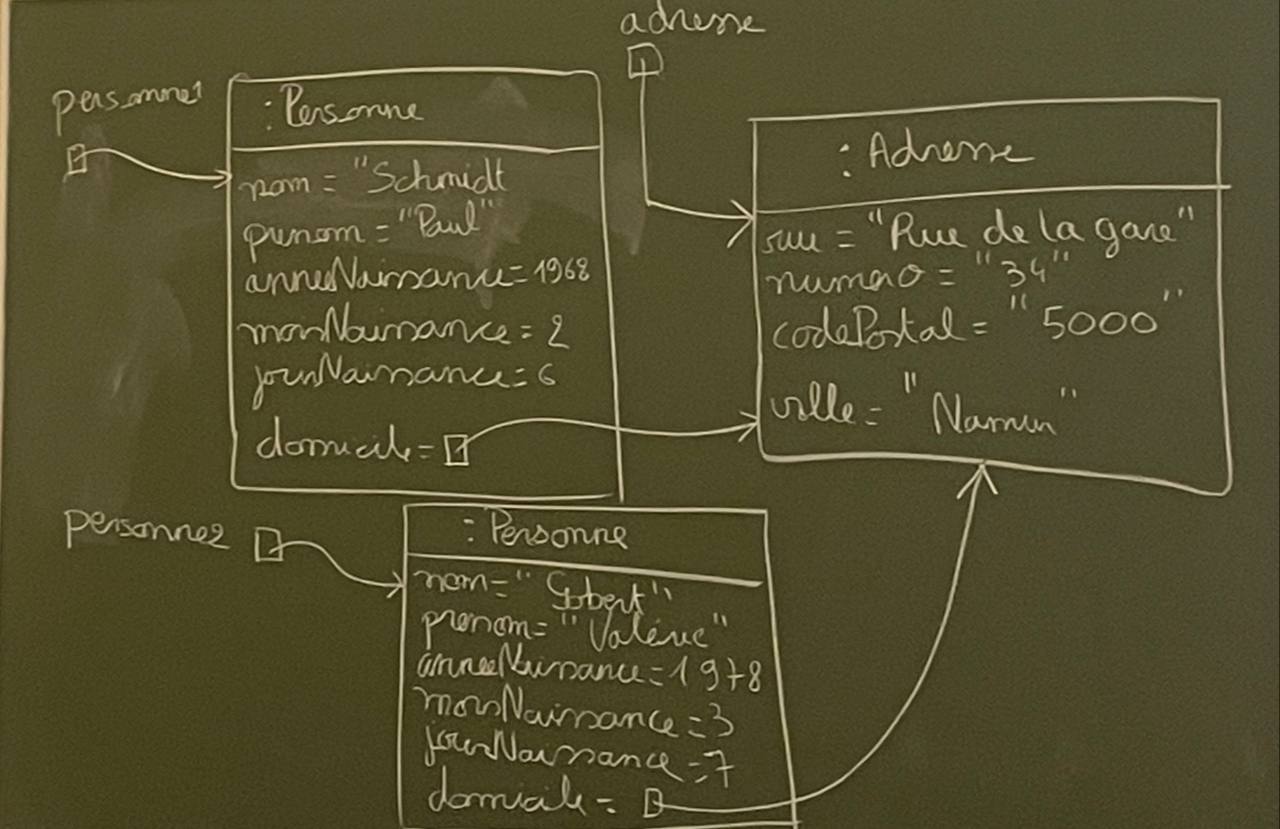 adresse
personne1
: Personne
nom = "Schmidt
prenom = "Paul"
anneeNaissance = 1968
moisNaissance = 2
jourNaissance = 6
domicile =
: Adresse
rue = "Rue de la gare"
numero = "34"
codePostal = "5000"
ville = "Namur"
personne2
: Personne
nom = "Gobert"
prenom = "Valérie"
anneeNaissance = 1978
moisNaissance = 3
jourNaissance = 7
domicile =